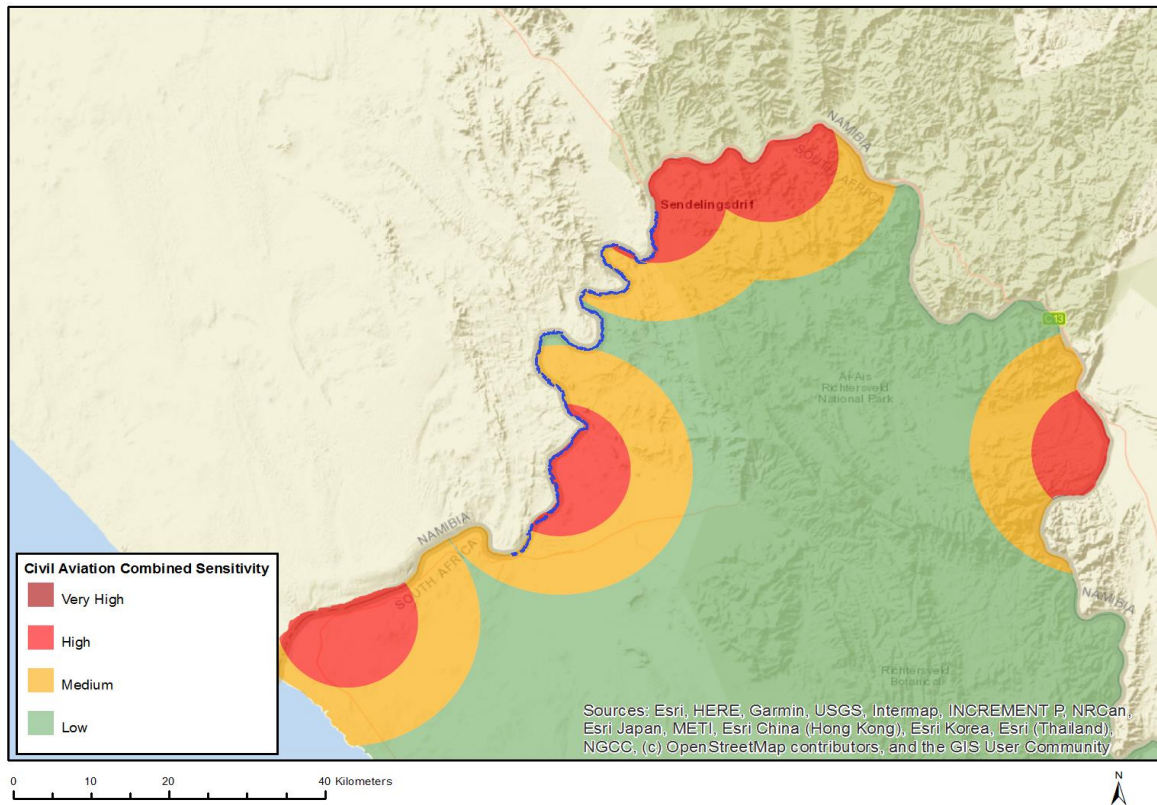 NAMIBIA
SOUTH AFRICA
Sendelingsdrif
C13
Ai-Ais
Richtersveld
National Park
NAMIBIA
SOUTH AFRICA
NAMIBIA
Richtersveld
Botanical
Civil Aviation Combined Sensitivity
Very High
High
Medium
Low
Sources: Esri, HERE, Garmin, USGS, Intermap, INCREMENT P, NRCan,
Esri Japan, METI, Esri China (Hong Kong), Esri Korea, Esri (Thailand),
NGCC, (c) OpenStreetMap contributors, and the GIS User Community
0 10 20 40 Kilometers
N